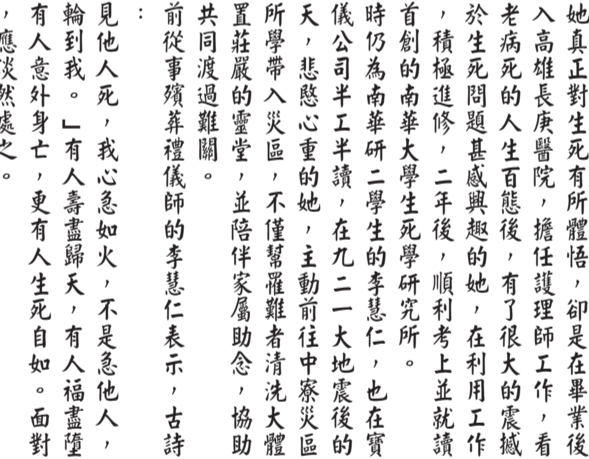 她真正對生死有所體悟，卻是在畢業後
入高雄長庚醫院，擔任護理師工作，看
老病死的人生百態後，有了很大的震撼
於生死問題甚感興趣的她，在利用工作
，積極進修，二年後，順利考上並就讀
首創的南華大學生死學研究所。
時仍為南華研二學生的李慧仁，也在寶
儀公司半工半讀，在九二一大地震後的
天，悲愍心重的她，主動前往中寮災區
所學帶入災區，不僅幫罹難者清洗大體
置莊嚴的靈堂，並陪伴家屬助念，協助
共同渡過難關。
前從事殯葬禮儀師的李慧仁表示，古詩
：
見他人死，我心急如火，不是急他人，
輪到我。」有人壽盡歸天，有人福盡墮
有人意外身亡，更有人生死自如。面對
，應淡然處之。